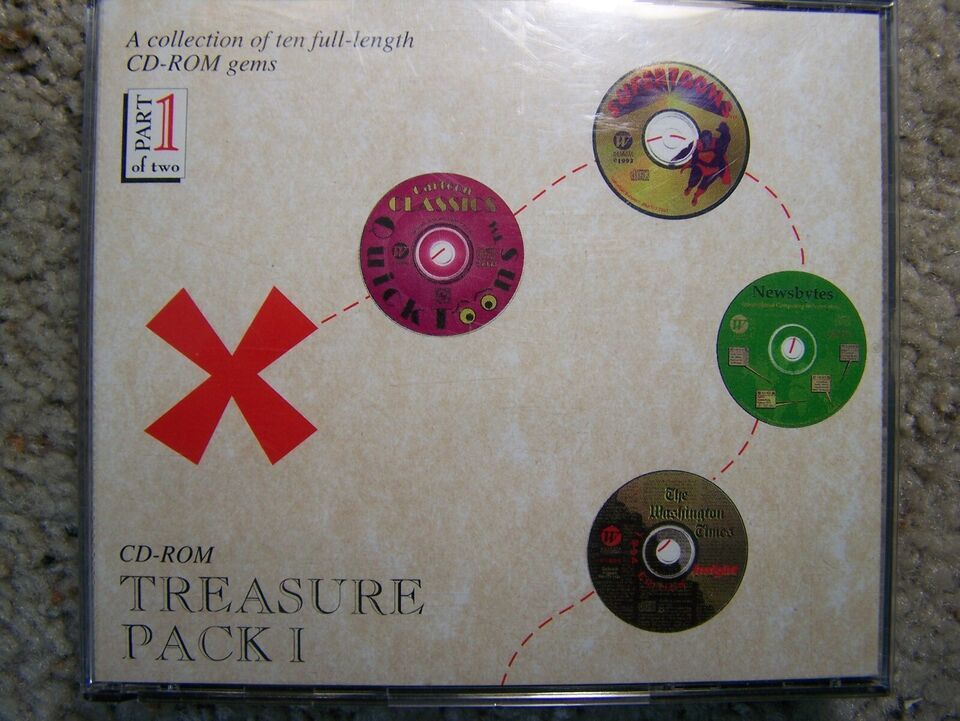 A collection of ten full-length
CD-ROM gems
PART
1
of two
Cartoon
CLASSICS
Newsbytes
The
Washington
Times
Insight
CD-ROM
TREASURE
PACK I